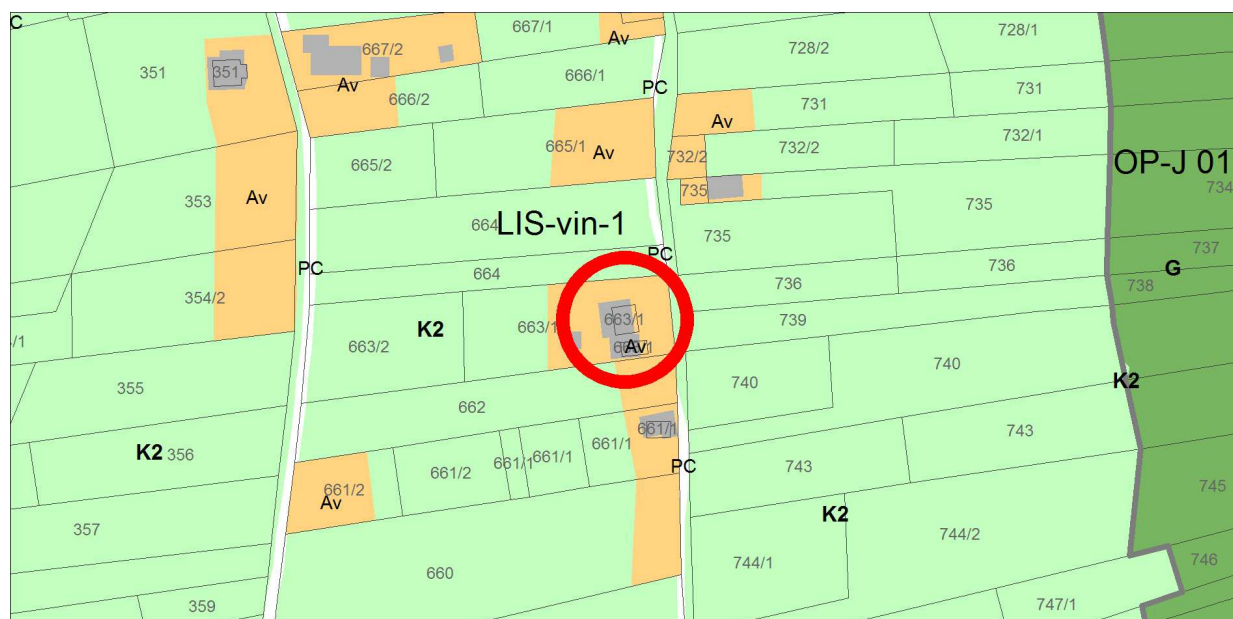 C
351
351
667/2
667/1
Av
728/2
728/1
Av
666/2
666/1
PC
731
731
Av
665/2
665/1
Av
732/2
732/2
732/1
OP-J 01
353
Av
735
735
734
664
LIS-vin-1
735
PC
664
PC
736
736
737
G
738
354/2
663/2
K2
663/1
663/1
Av
739
/1
355
662
740
740
K2
K2
356
661/2
Av
661/2
661/1
661/1
661/1
661/1
PC
743
743
745
357
660
K2
744/1
744/2
746
359
747/1